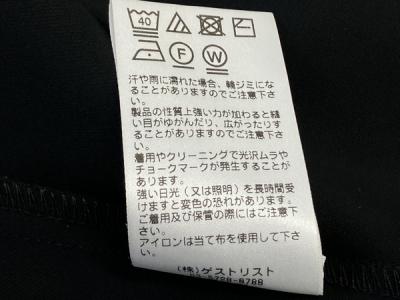 40
F W
汗や雨に濡れた場合、輪ジミにな
ることがありますのでご注意下さ
い。
製品の性質上強い力が加わると縫
い目がゆがんだり、広がったりす
ることがありますのでご注意下さ
い。
着用やクリーニングで光沢ムラや
チョークマークが発生することが
あります。
強い日光(又は照明)を長時間受
けますと変色の恐れがあります。
ご着用及び保管の際にはご注意下
さい。
アイロンは当て布を使用して下さ
い。
(株)ゲストリスト